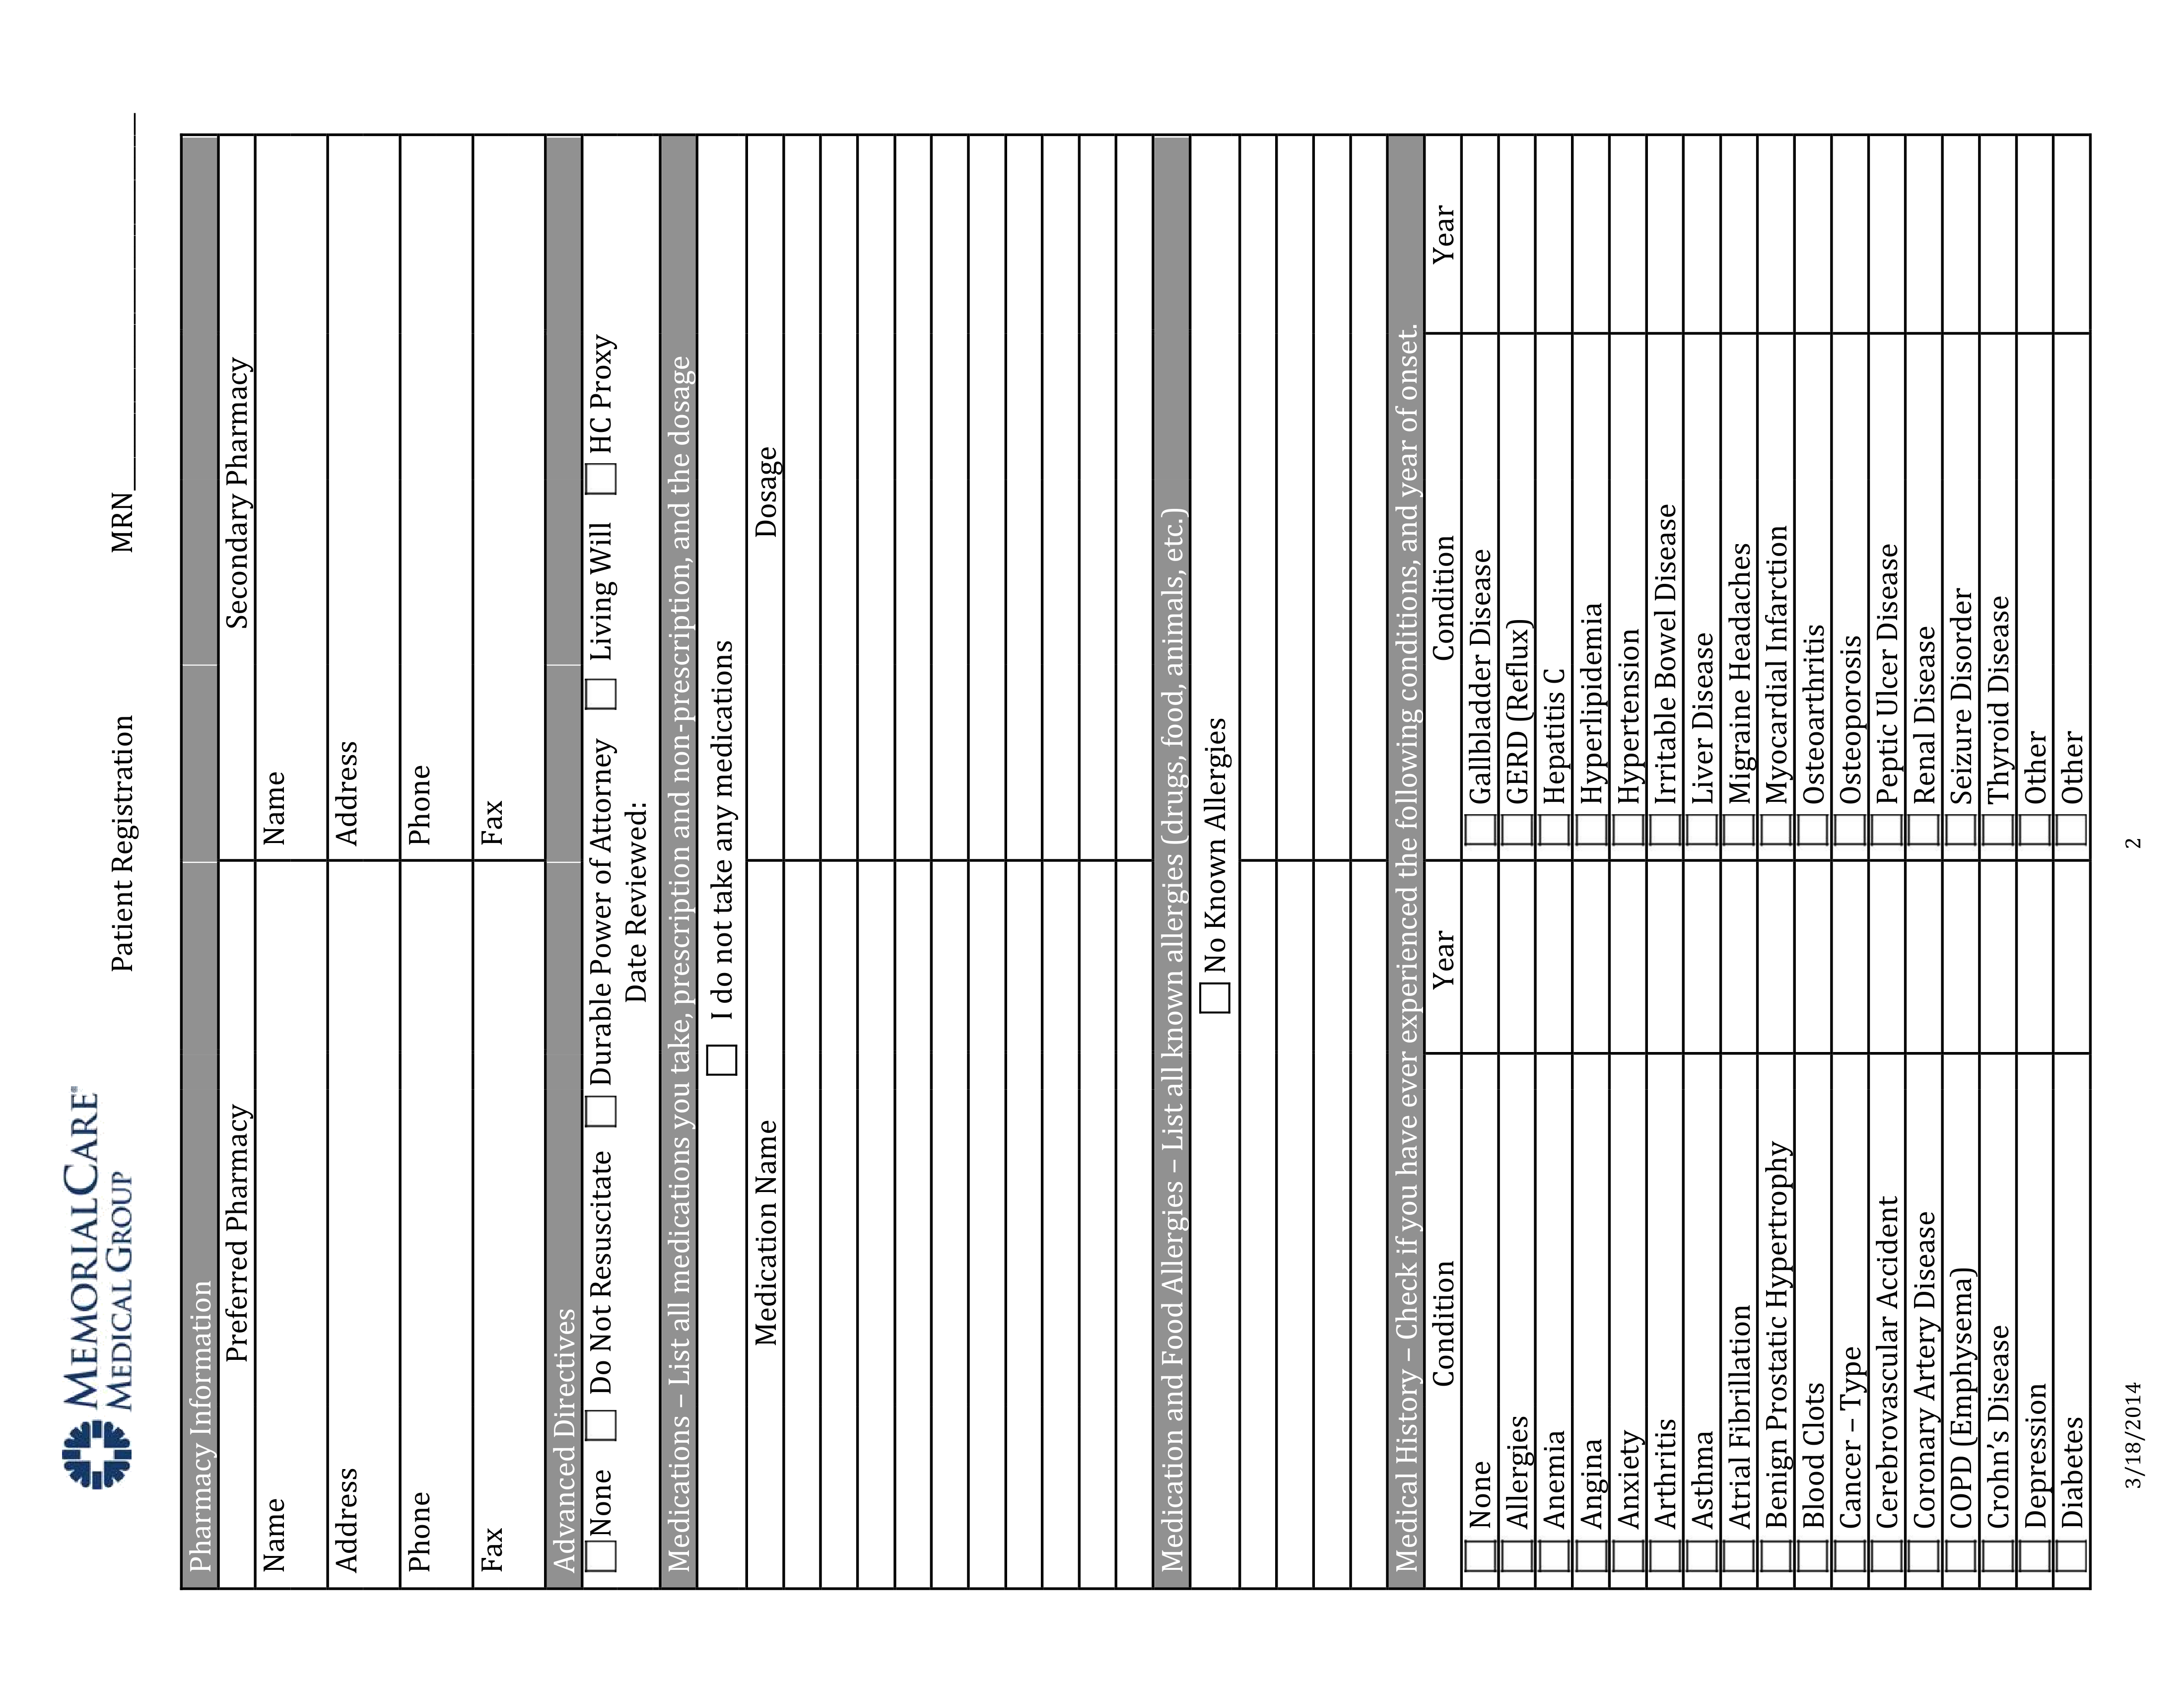 MEMORIALCARE®
MEDICAL GROUP
Patient Registration MRN____________________
Pharmacy Information
Preferred Pharmacy Secondary Pharmacy
Name Name
Address Address
Phone Phone
Fax Fax
Advanced Directives
None Do Not Resuscitate Durable Power of Attorney Living Will HC Proxy
Date Reviewed:
Medications – List all medications you take, prescription and non-prescription, and the dosage
I do not take any medications
Medication Name Dosage
Medication and Food Allergies – List all known allergies (drugs, food, animals, etc.)
No Known Allergies
Medical History – Check if you have ever experienced the following conditions, and year of onset.
Condition Year Condition Year
None Gallbladder Disease
Allergies GERD (Reflux)
Anemia Hepatitis C
Angina Hyperlipidemia
Anxiety Hypertension
Arthritis Irritable Bowel Disease
Asthma Liver Disease
Atrial Fibrillation Migraine Headaches
Benign Prostatic Hypertrophy Myocardial Infarction
Blood Clots Osteoarthritis
Cancer – Type Osteoporosis
Cerebrovascular Accident Peptic Ulcer Disease
Coronary Artery Disease Renal Disease
COPD (Emphysema) Seizure Disorder
Crohn’s Disease Thyroid Disease
Depression Other
Diabetes Other
3/18/2014 2